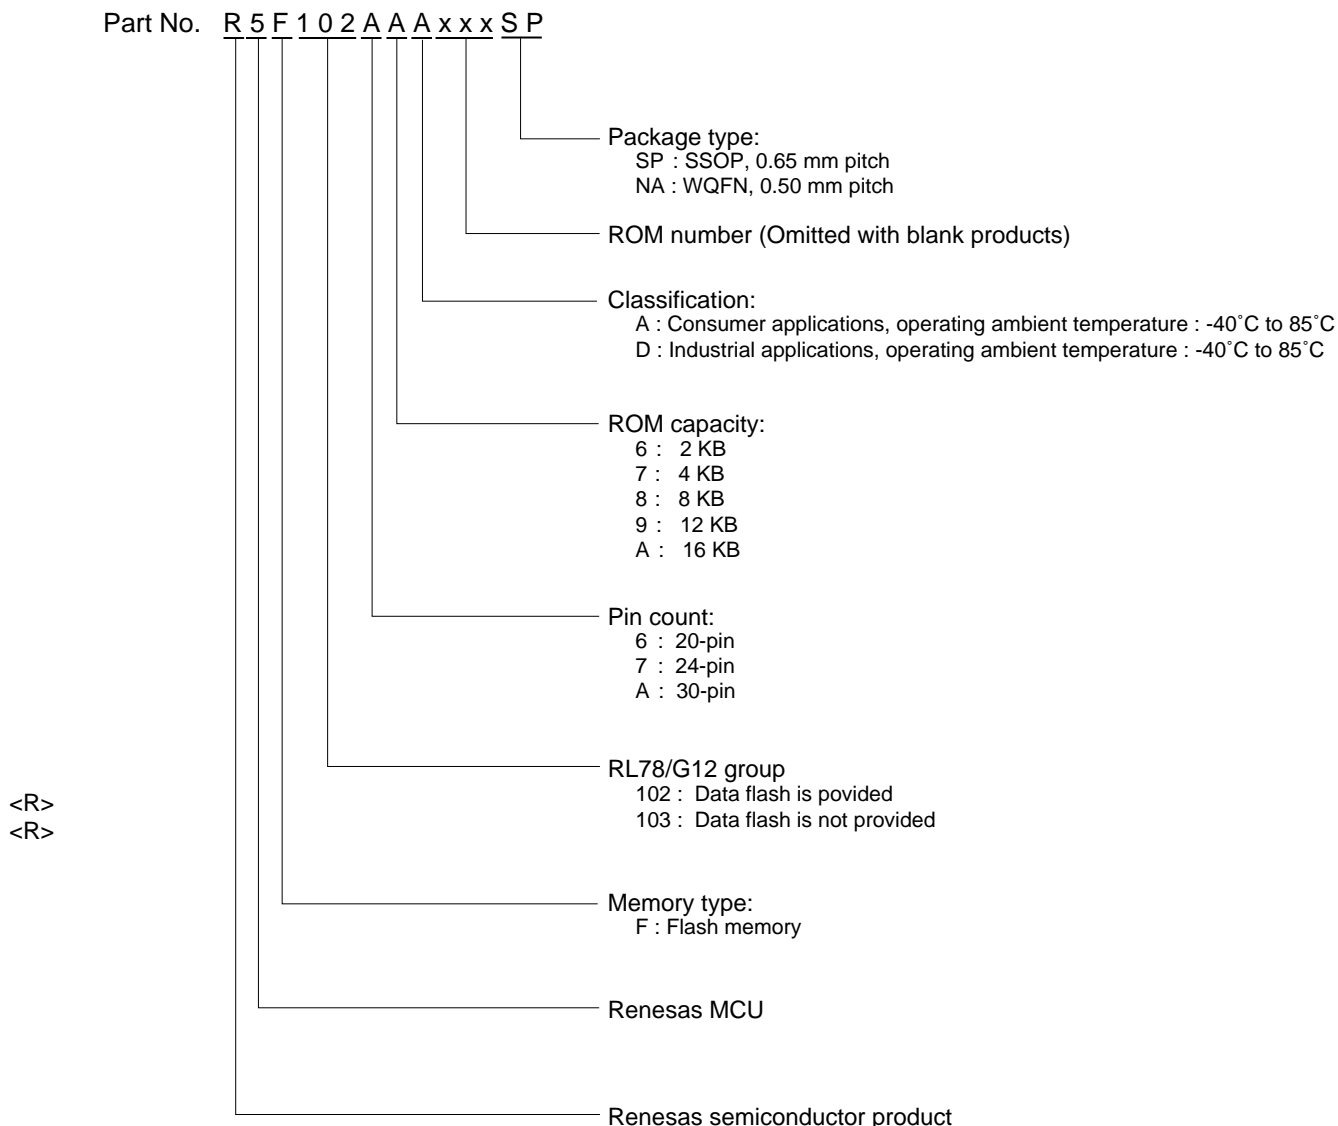 Part No. R 5 F 1 0 2 A A A x x x S P
Package type:
SP : SSOP, 0.65 mm pitch
NA : WQFN, 0.50 mm pitch
ROM number (Omitted with blank products)
Classification:
A : Consumer applications, operating ambient temperature : -40˚C to 85˚C
D : Industrial applications, operating ambient temperature : -40˚C to 85˚C
ROM capacity:
6 : 2 KB
7 : 4 KB
8 : 8 KB
9 : 12 KB
A : 16 KB
Pin count:
6 : 20-pin
7 : 24-pin
A : 30-pin
RL78/G12 group
<R> 102 : Data flash is povided
<R> 103 : Data flash is not provided
Memory type:
F : Flash memory
Renesas MCU
Renesas semiconductor product